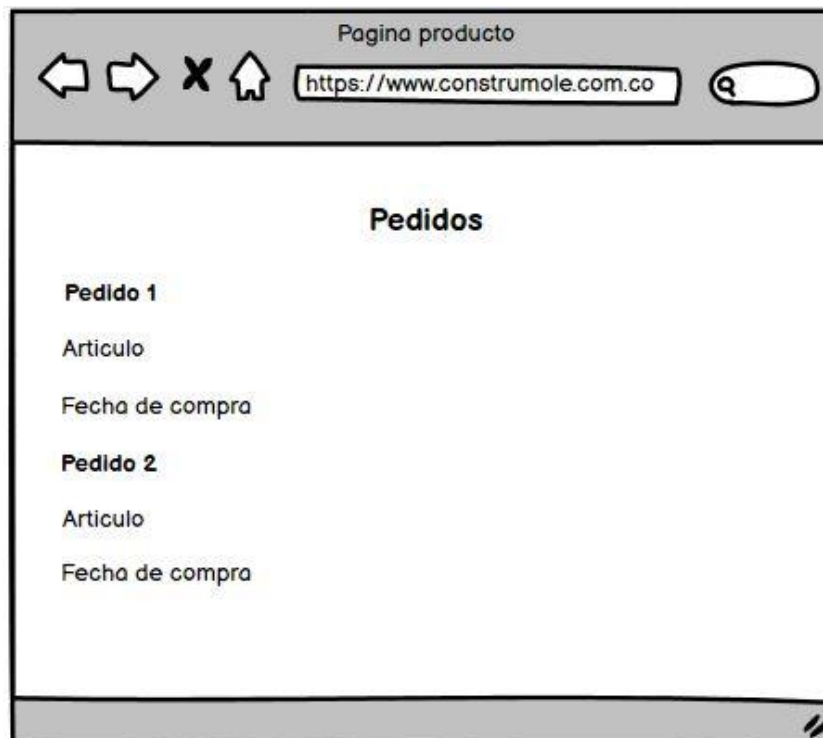 Pagina producto
https://www.construmole.com.co
Pedidos
Pedido 1
Articulo
Fecha de compra
Pedido 2
Articulo
Fecha de compra